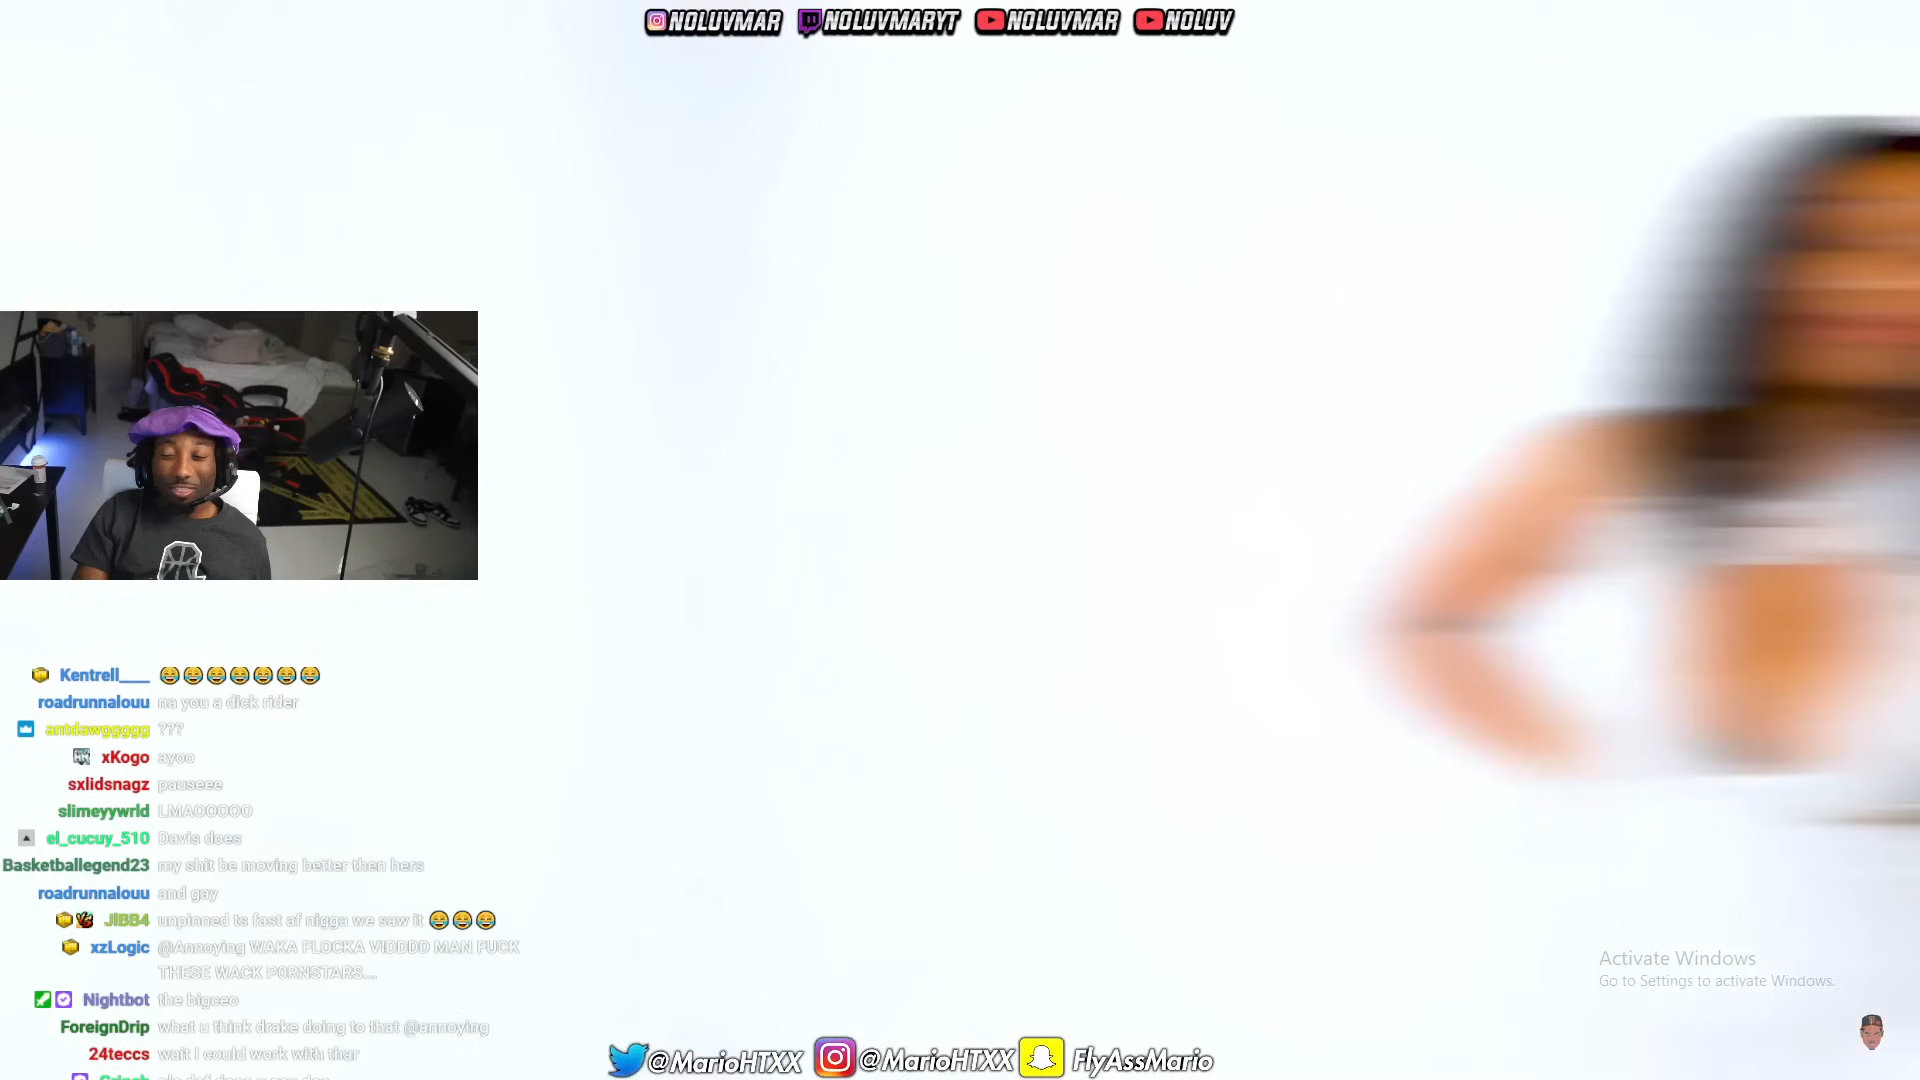 NOLUVMAR NOLUVMARYT NOLUVMAR NOLUV
Kentrell____ 😂😂😂😂😂😂😂
roadrunnalouu na you a dick rider
antdawggggg ???
xKogo ayoo
sxlidsnagz pauseee
slimeyywrld LMAOOOOO
el_cucuy_510 Davis does
Basketballegend23 my shit be moving better then hers
roadrunnalouu and gay
JIBB4 unpinned ts fast af nigga we saw it 😂😂😂
xzLogic @Annoying WAKA FLOCKA VIDDDD MAN FUCK
THESE WACK PORNSTARS...
Nightbot the bigceo
ForeignDrip what u think drake doing to that @annoying
24teccs wait I could work with thar
Activate Windows
Go to Settings to activate Windows.
@MarioHTXX @MarioHTXX FlyAssMario